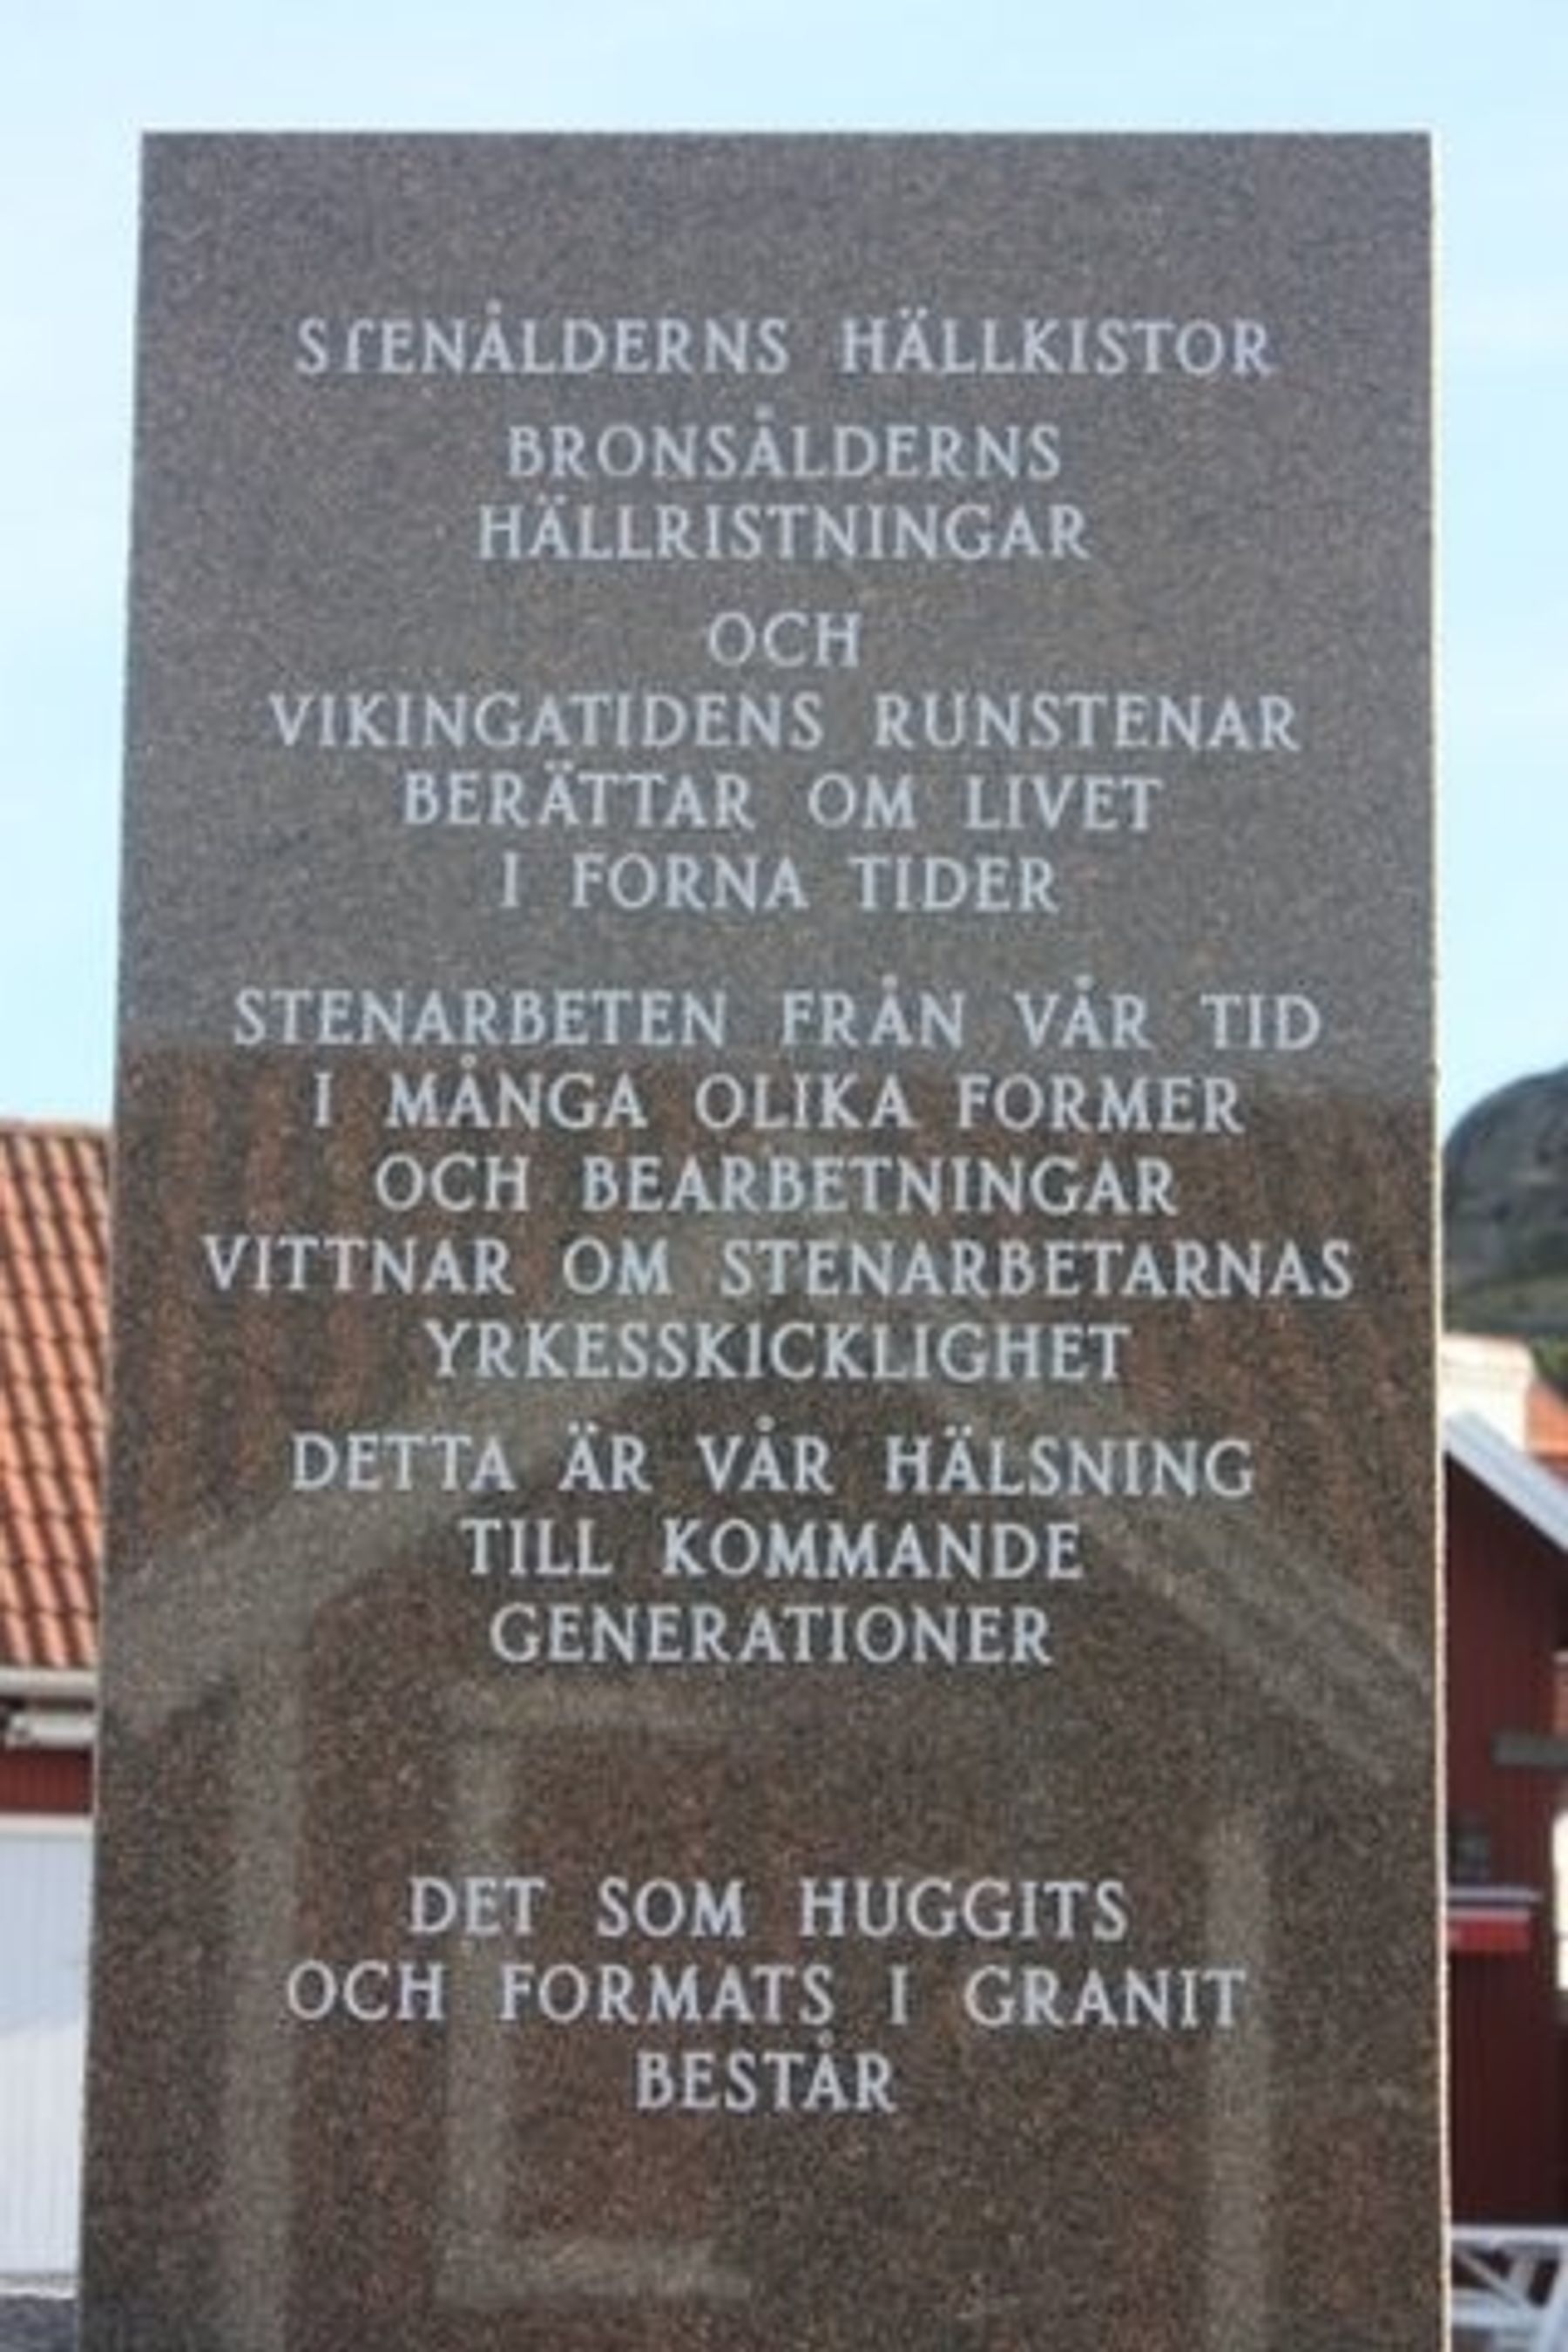 STENÅLDERNS HÄLLKISTOR
BRONSÅLDERNS
HÄLLRISTNINGAR
OCH
VIKINGATIDENS RUNSTENAR
BERÄTTAR OM LIVET
I FORNA TIDER
STENARBETEN FRÅN VÅR TID
I MÅNGA OLIKA FORMER
OCH BEARBETNINGAR
VITTNAR OM STENARBETARNAS
YRKESSKICKLIGHET
DETTA ÄR VÅR HÄLSNING
TILL KOMMANDE
GENERATIONER
DET SOM HUGGITS
OCH FORMATS I GRANIT
BESTÅR